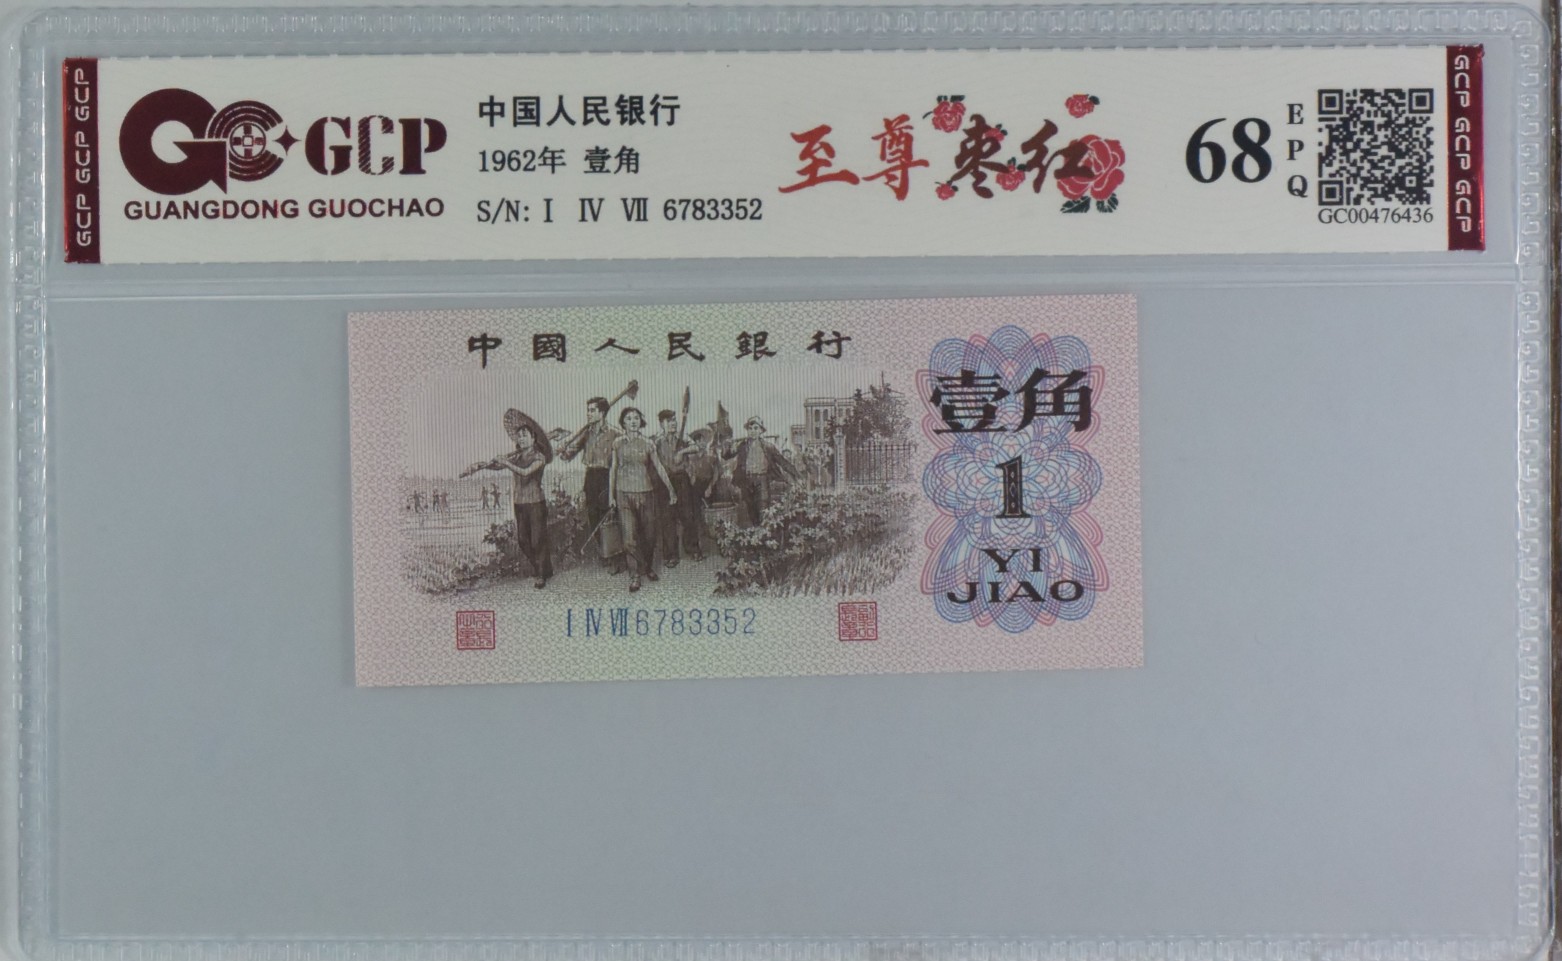 GCP GCP GCP
GCP
GUANGDONG GUOCHAO
中国人民银行
1962年 壹角
S/N: I IV VII 6783352
至尊枣红
68
EPQ
GC00476436
GCP GCP GCP
中國人民銀行
壹角
1
YI
JIAO
I IV VII 6783352